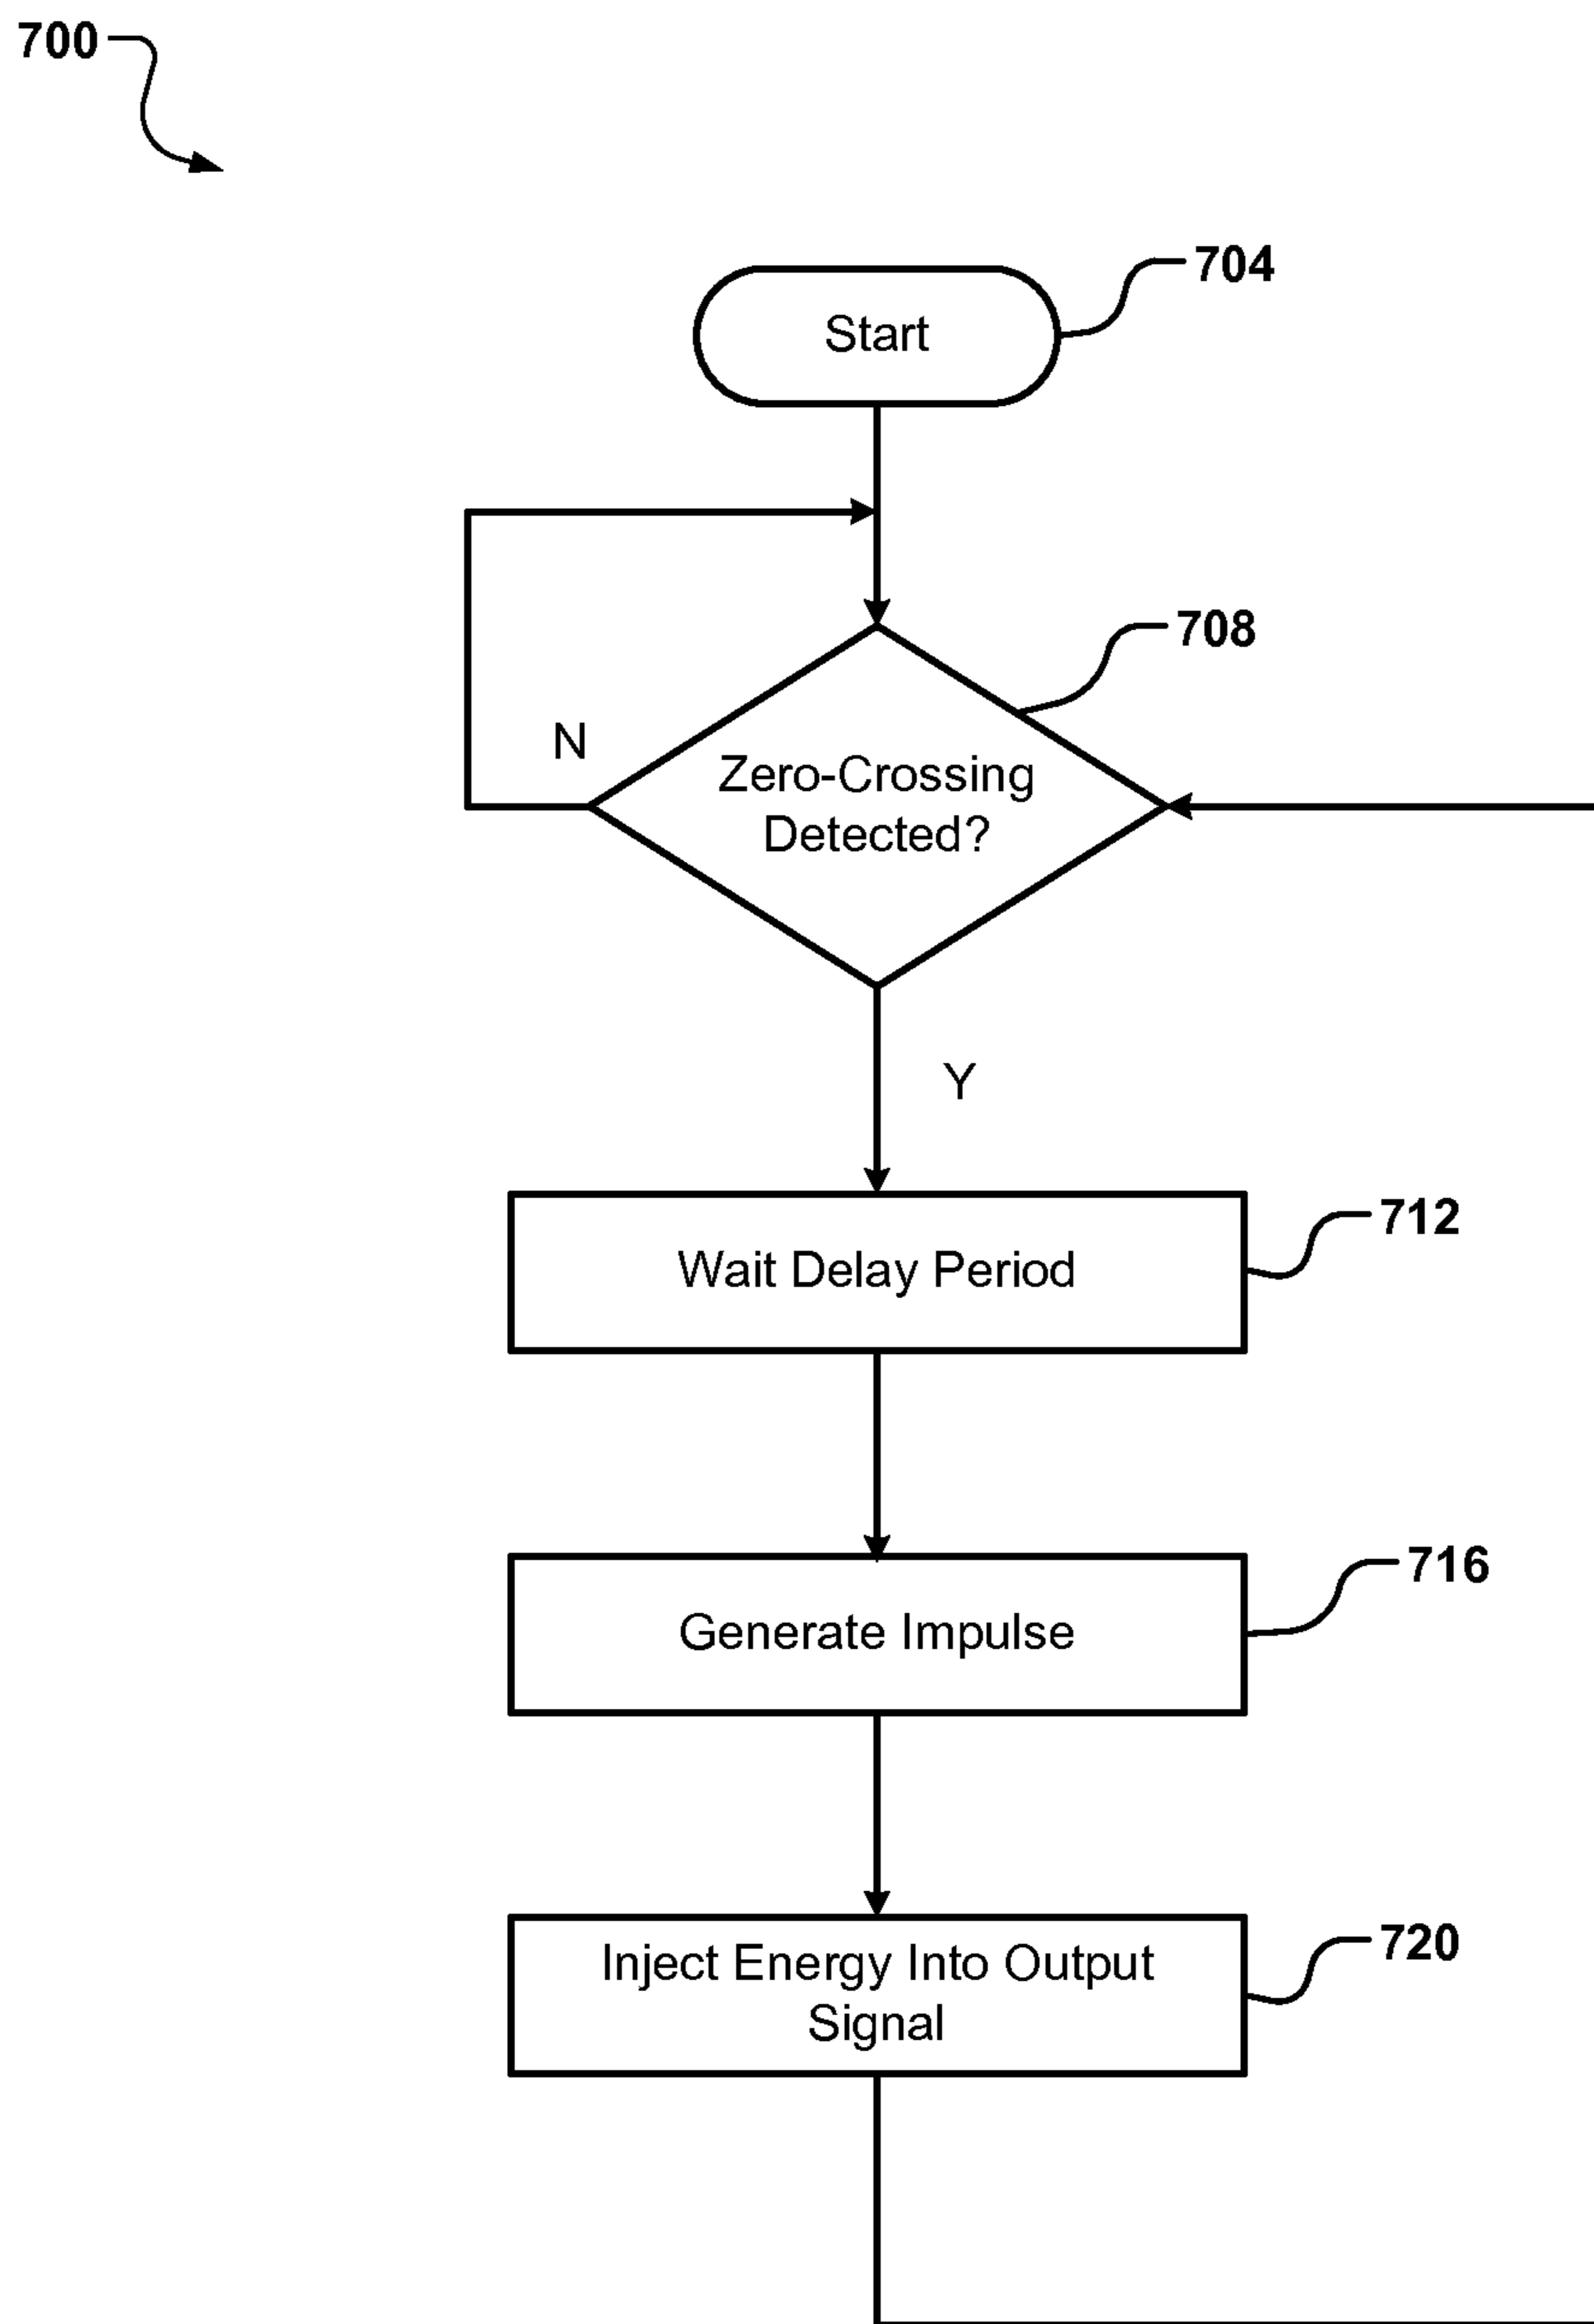 700
704
Start
708
N
Zero-Crossing
Detected?
Y
712
Wait Delay Period
716
Generate Impulse
720
Inject Energy Into Output
Signal